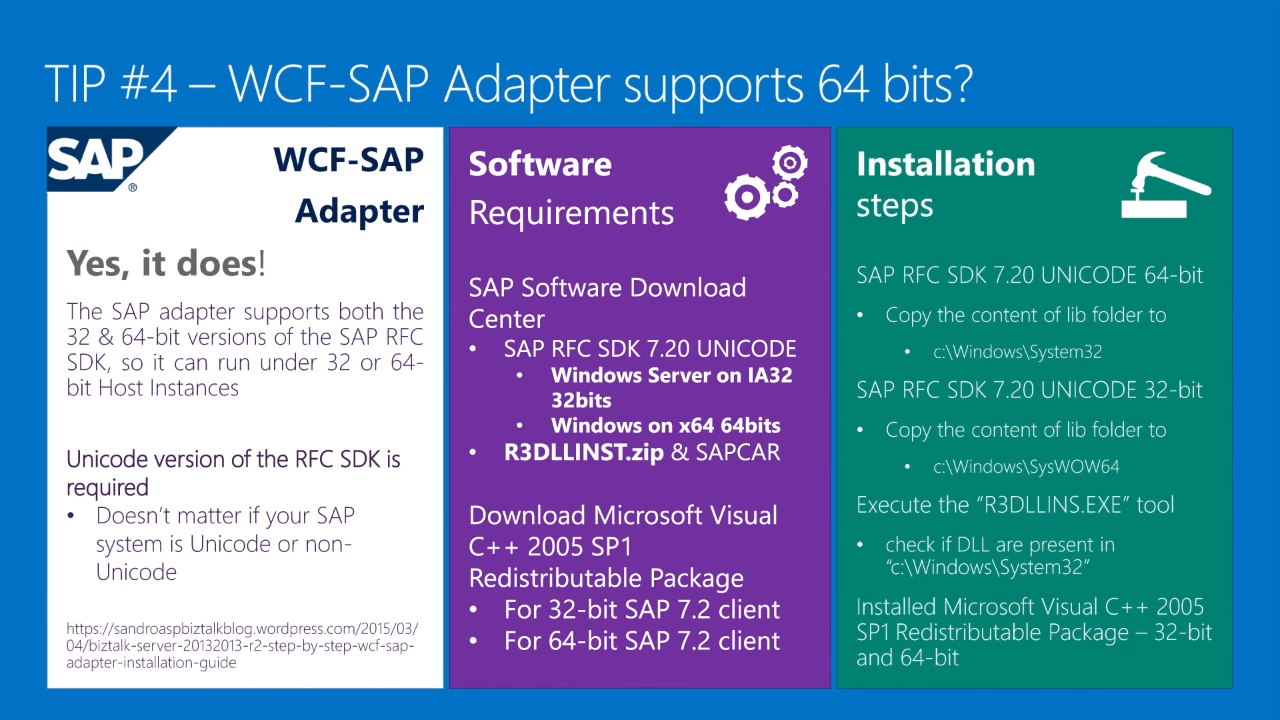 TIP #4 – WCF-SAP Adapter supports 64 bits?
SAP®
WCF-SAP
Adapter
Yes, it does!
The SAP adapter supports both the
32 & 64-bit versions of the SAP RFC
SDK, so it can run under 32 or 64-
bit Host Instances
Unicode version of the RFC SDK is
required
• Doesn't matter if your SAP
system is Unicode or non-
Unicode
https://sandroaspbiztalkblog.wordpress.com/2015/03/
04/biztalk-server-20132013-r2-step-by-step-wcf-sap-
adapter-installation-guide
Software
Requirements
SAP Software Download
Center
• SAP RFC SDK 7.20 UNICODE
• Windows Server on IA32
32bits
• Windows on x64 64bits
• R3DLLINST.zip & SAPCAR
Download Microsoft Visual
C++ 2005 SP1
Redistributable Package
• For 32-bit SAP 7.2 client
• For 64-bit SAP 7.2 client
Installation
steps
SAP RFC SDK 7.20 UNICODE 64-bit
• Copy the content of lib folder to
• c:\Windows\System32
SAP RFC SDK 7.20 UNICODE 32-bit
• Copy the content of lib folder to
• c:\Windows\SysWOW64
Execute the “R3DLLINS.EXE” tool
• check if DLL are present in
“c:\Windows\System32”
Installed Microsoft Visual C++ 2005
SP1 Redistributable Package – 32-bit
and 64-bit